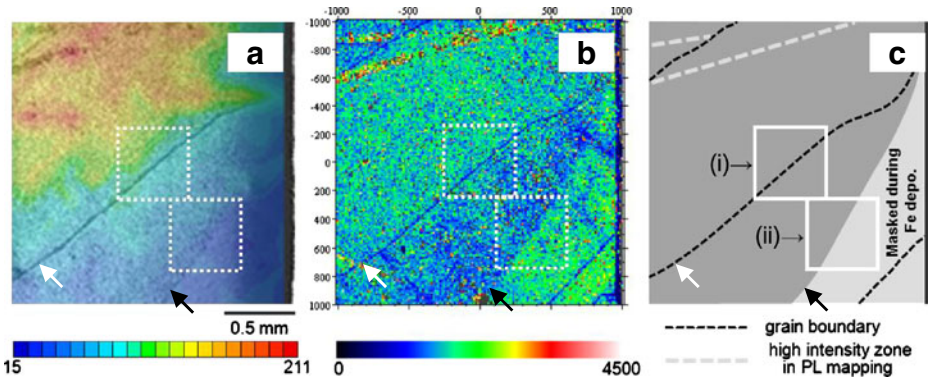 a
0.5 mm
15
211
-1000 -500 0 500 1000
-1000
-800
-600
-400
-200
0
200
400
600
800
1000
b
0
4500
c
(i)→
(ii)→
Masked during
Fe depo.
grain boundary
high intensity zone
in PL mapping